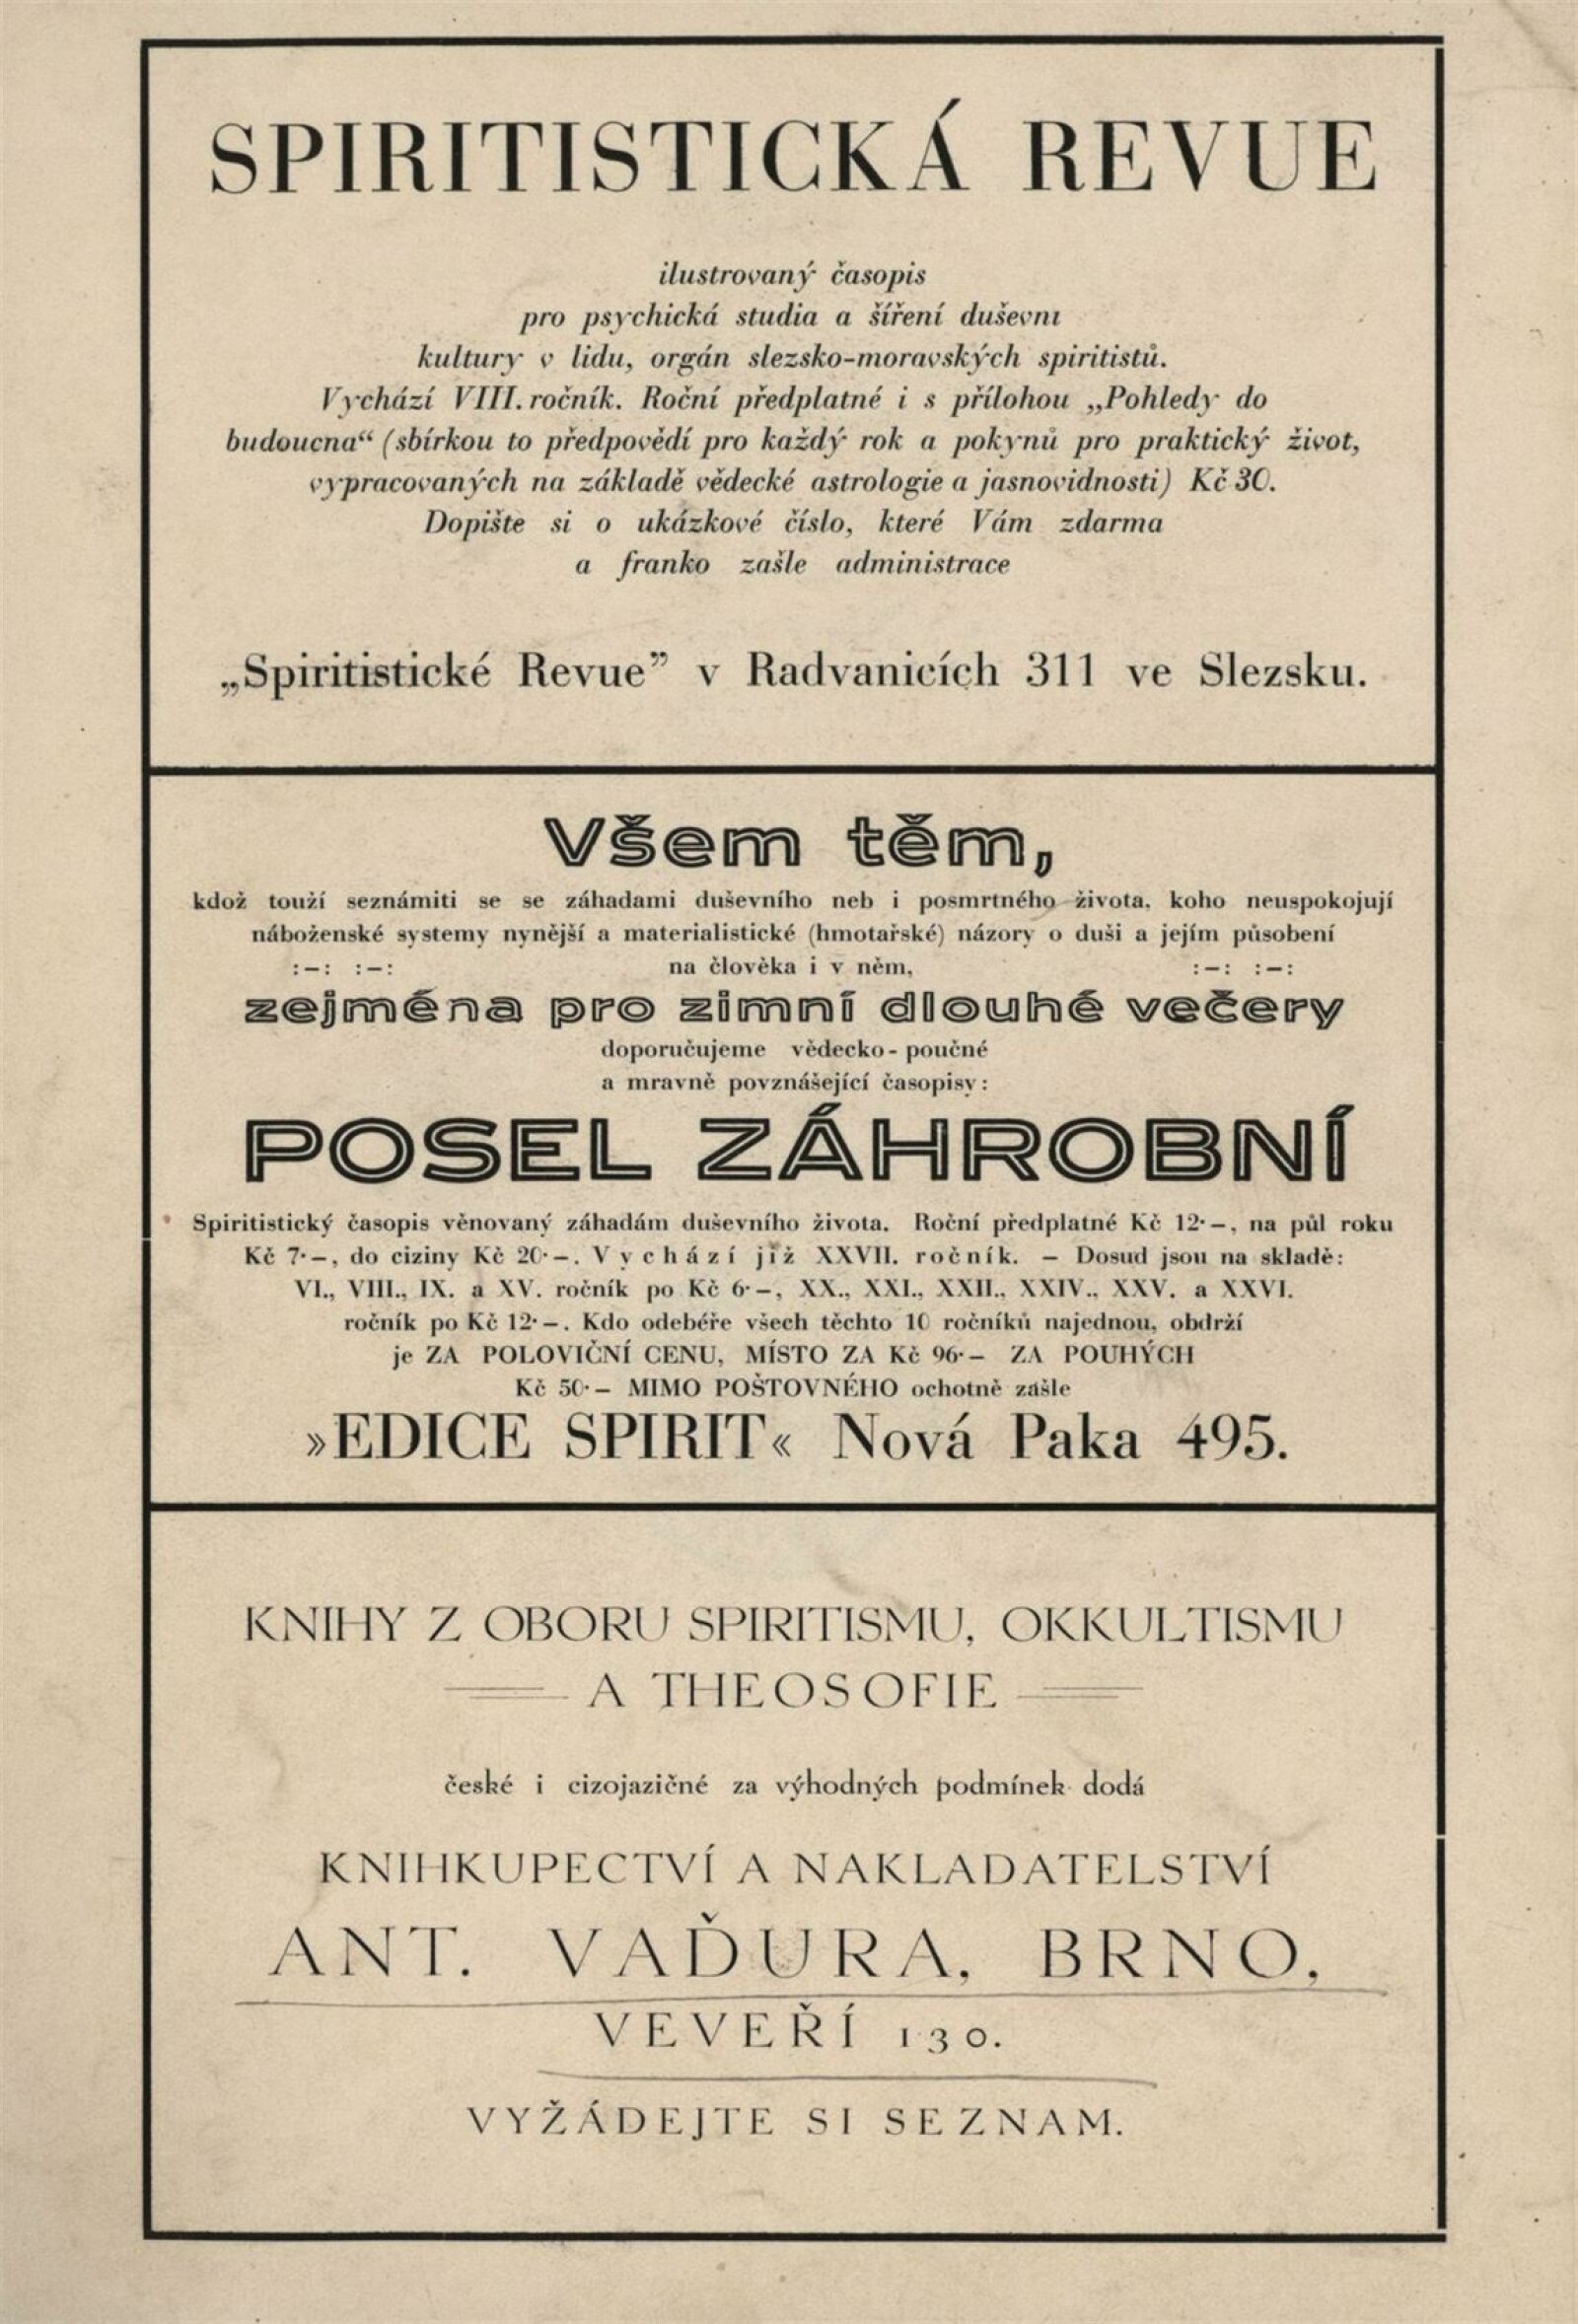 SPIRITISTICKÁ REVUE
ilustrovaný časopis
pro psychická studia a šíření duševní
kultury v lidu, orgán slezsko-moravských spiritistů.
Vychází VIII. ročník. Roční předplatné i s přílohou „Pohledy do
budoucna“ (sbírkou to předpovědí pro každý rok a pokynů pro praktický život,
vypracovaných na základě vědecké astrologie a jasnovidnosti) Kč 30.
Dopište si o ukázkové číslo, které Vám zdarma
a franko zašle administrace
„Spiritistické Revue” v Radvanicích 311 ve Slezsku.
Všem těm,
kdož touží seznámiti se se záhadami duševního neb i posmrtného života, koho neuspokojují
náboženské systemy nynější a materialistické (hmotařské) názory o duši a jejím působení
:–: :–: na člověka i v něm, :–: :–:
zejména pro zimní dlouhé večery
doporučujeme vědecko-poučné
a mravně povznášející časopisy:
POSEL ZÁHROBNÍ
Spiritistický časopis věnovaný záhadám duševního života. Roční předplatné Kč 12·–, na půl roku
Kč 7·–, do ciziny Kč 20·–. Vychází již XXVII. ročník. – Dosud jsou na skladě:
VI., VIII., IX. a XV. ročník po Kč 6·–, XX., XXI., XXII., XXIV., XXV. a XXVI.
ročník po Kč 12·–. Kdo odebéře všech těchto 10 ročníků najednou, obdrží
je ZA POLOVIČNÍ CENU, MÍSTO ZA Kč 96·– ZA POUHÝCH
Kč 50·– MIMO POŠTOVNÉHO ochotně zašle
»EDICE SPIRIT« Nová Paka 495.
KNIHY Z OBORU SPIRITISMU, OKKULTISMU
A THEOSOFIE
české i cizojazičné za výhodných podmínek dodá
KNIHKUPECTVÍ A NAKLADATELSTVÍ
ANT. VAĎURA, BRNO,
VEVEŘÍ 130.
VYŽÁDEJTE SI SEZNAM.